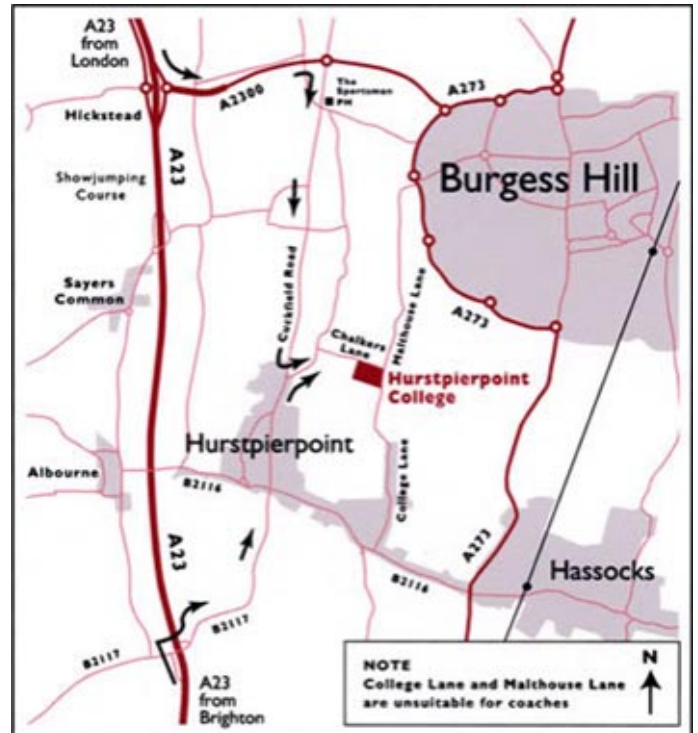 A23
from
London
Hickstead
A2300
The
Sportsman
PH
A273
A23
Burgess Hill
Showjumping
Course
Sayers
Common
Cuckfield Road
Malthouse Lane
A273
Chalkers
Lane
Hurstpierpoint
College
Hurstpierpoint
Albourne
B2116
College Lane
A23
A273
Hassocks
B2116
B2117
B2117
A23
from
Brighton
NOTE
College Lane and Malthouse Lane
are unsuitable for coaches
N